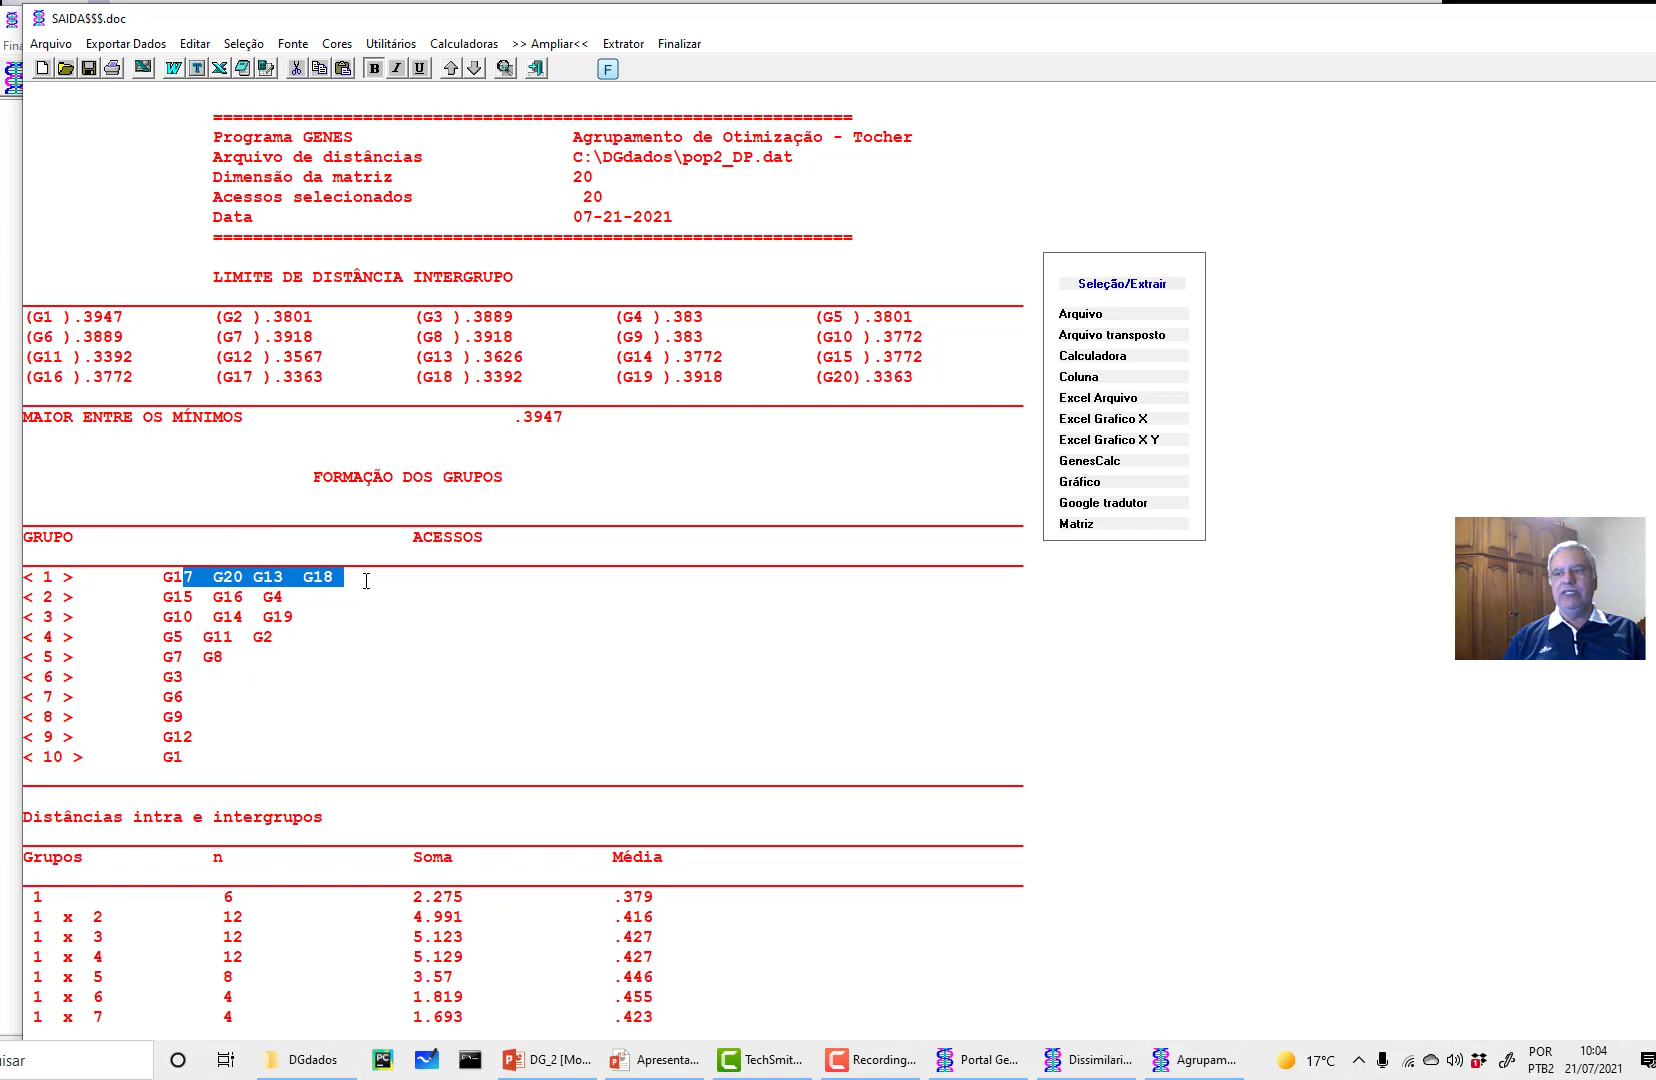 SAIDA$$$.doc
Fina
Arquivo Exportar Dados Editar Seleção Fonte Cores Utilitários Calculadoras >> Ampliar<< Extrator Finalizar
W T X B I U F
=================================================================
Programa GENES Agrupamento de Otimização - Tocher
Arquivo de distâncias C:\DGdados\pop2_DP.dat
Dimensão da matriz 20
Acessos selecionados 20
Data 07-21-2021
=================================================================
LIMITE DE DISTÂNCIA INTERGRUPO
(G1 ).3947 (G2 ).3801 (G3 ).3889 (G4 ).383 (G5 ).3801
(G6 ).3889 (G7 ).3918 (G8 ).3918 (G9 ).383 (G10 ).3772
(G11 ).3392 (G12 ).3567 (G13 ).3626 (G14 ).3772 (G15 ).3772
(G16 ).3772 (G17 ).3363 (G18 ).3392 (G19 ).3918 (G20).3363
MAIOR ENTRE OS MÍNIMOS .3947
FORMAÇÃO DOS GRUPOS
GRUPO ACESSOS
< 1 > G17 G20 G13 G18
< 2 > G15 G16 G4
< 3 > G10 G14 G19
< 4 > G5 G11 G2
< 5 > G7 G8
< 6 > G3
< 7 > G6
< 8 > G9
< 9 > G12
< 10 > G1
Distâncias intra e intergrupos
Grupos n Soma Média
1 6 2.275 .379
1 x 2 12 4.991 .416
1 x 3 12 5.123 .427
1 x 4 12 5.129 .427
1 x 5 8 3.57 .446
1 x 6 4 1.819 .455
1 x 7 4 1.693 .423
Seleção/Extrair
Arquivo
Arquivo transposto
Calculadora
Coluna
Excel Arquivo
Excel Grafico X
Excel Grafico X Y
GenesCalc
Gráfico
Google tradutor
Matriz
uisar
DGdados
PC
DG_2 [Mo...
Apresenta...
TechSmit...
Recording...
Portal Ge...
Dissimilari...
Agrupam...
17°C
POR
PTB2
10:04
21/07/2021